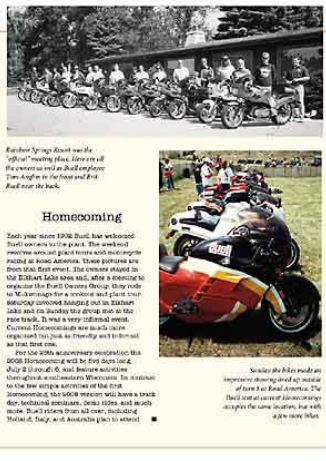 Rainbow Springs Resort was the
"official" meeting place. Here are all
the owners as well as Buell employee
Tom Anglim in the front and Erik
Buell near the back.
Homecoming
Each year since 1992 Buell has welcomed
Buell owners to the plant. The weekend
revolves around plant tours and motorcycle
racing at Road America. These pictures are
from that first event. The owners stayed in
the Elkhart Lake area and, after a meeting to
organize the Buell Owners Group, they rode
to Mukwonago for a cookout and plant tour.
Saturday involved hanging out in Elkhart
Lake and on Sunday the group met at the
race track. It was a very informal event.
Current Homecomings are much more
organized but just as friendly and informal
as that first one.
For the 25th anniversary celebration the
2008 Homecoming will be five days long,
July 2 through 6, and feature activities
throughout southeastern Wisconsin. In contrast
to the few simple activities of the first
Homecoming, the 2008 version will have a track
day, technical seminars, demo rides, and much
more. Buell riders from all over, including
Holland, Italy, and Australia plan to attend.
Buell
Sunday the bikes made an
impressive showing lined up outside
of turn 5 at Road America. The
Buell tent at current Homecomings
occupies the same location, but with
a few more bikes.